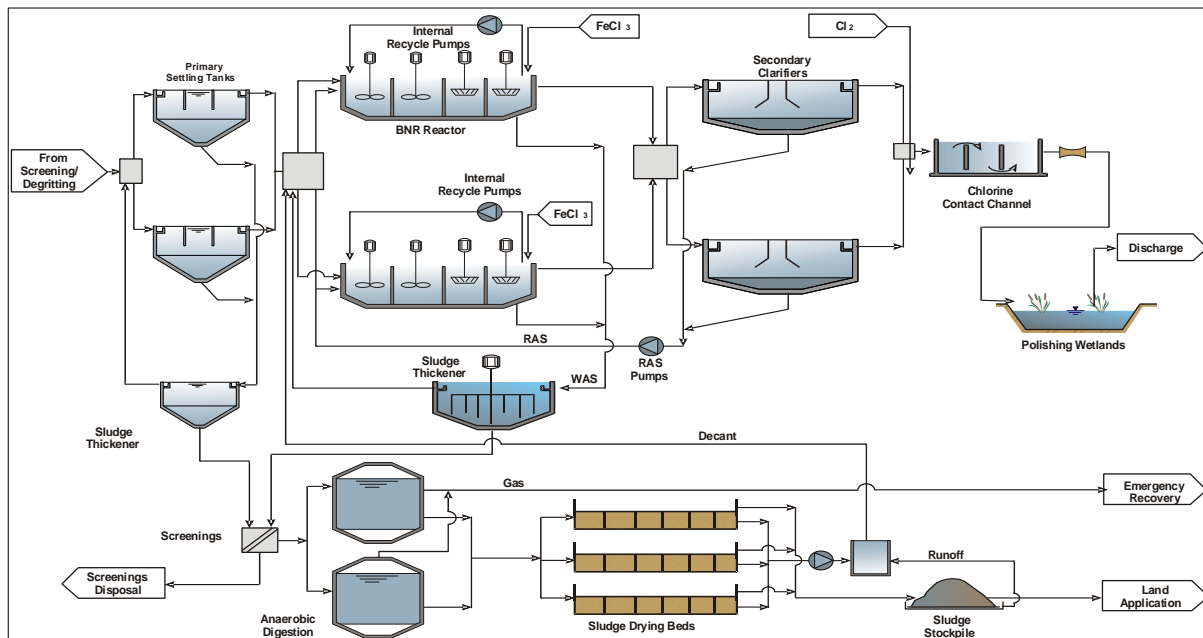 Internal
Recycle Pumps
FeCl 3
Cl 2
Primary
Settling Tanks
Secondary
Clarifiers
BNR Reactor
From
Screening/
Degritting
Internal
Recycle Pumps
FeCl 3
Chlorine
Contact Channel
Discharge
Polishing Wetlands
RAS
RAS
Pumps
Sludge
Thickener
WAS
Sludge
Thickener
Decant
Gas
Emergency
Recovery
Screenings
Screenings
Disposal
Runoff
Land
Application
Anaerobic
Digestion
Sludge Drying Beds
Sludge
Stockpile